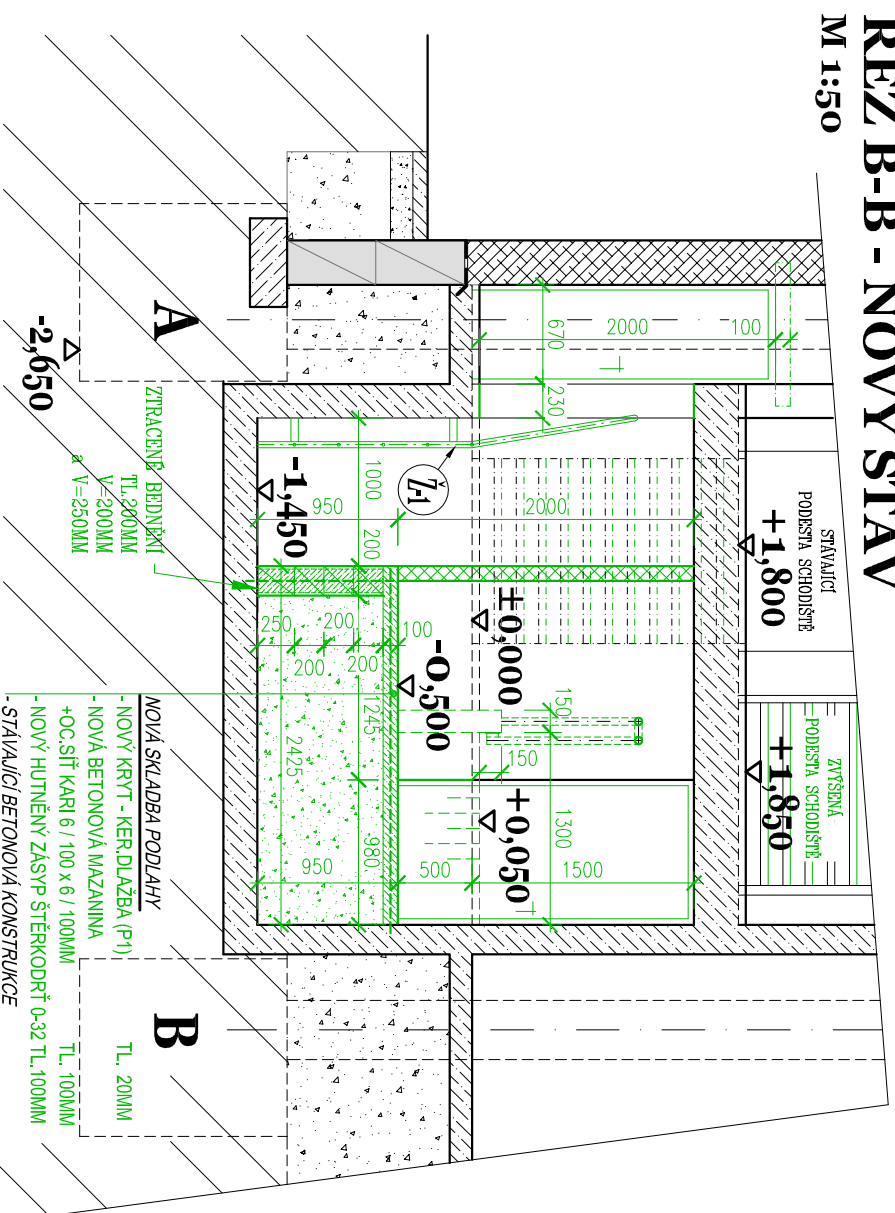 ŘEZ B-B - NOVÝ STAV
M 1:50
STÁVAJÍCÍ
PODESTA SCHODIŠTĚ
+1,800
ZVÝŠENÁ
PODESTA SCHODIŠTĚ
+1,850
100
2000
670
230
2000
1500
1300
Ž-1
1000
200
950
-1,450
±0,000
150
150
+0,050
500
-0,500
100
250
200
200
200
1245
980
2425
950
A
-2,650
ZTRACENÉ BEDNĚNÍ
TL.200MM
V=200MM
a V=250MM
B
NOVÁ SKLADBA PODLAHY
- NOVÝ KRYT - KER.DLAŽBA (P1) TL. 20MM
- NOVÁ BETONOVÁ MAZANINA
+OC.SÍŤ KARI 6 / 100 x 6 / 100MM TL. 100MM
- NOVÝ HUTNĚNÝ ZÁSYP ŠTĚRKODRŤ 0-32 TL.100MM
-STÁVAJÍCÍ BETONOVÁ KONSTRUKCE